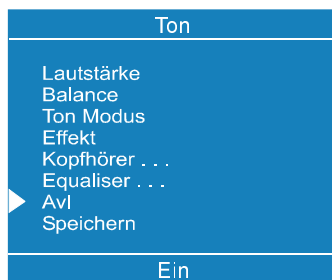 Ton
Lautstärke
Balance
Ton Modus
Effekt
Kopfhörer . . .
Equaliser . . .
Avl
Speichern
Ein